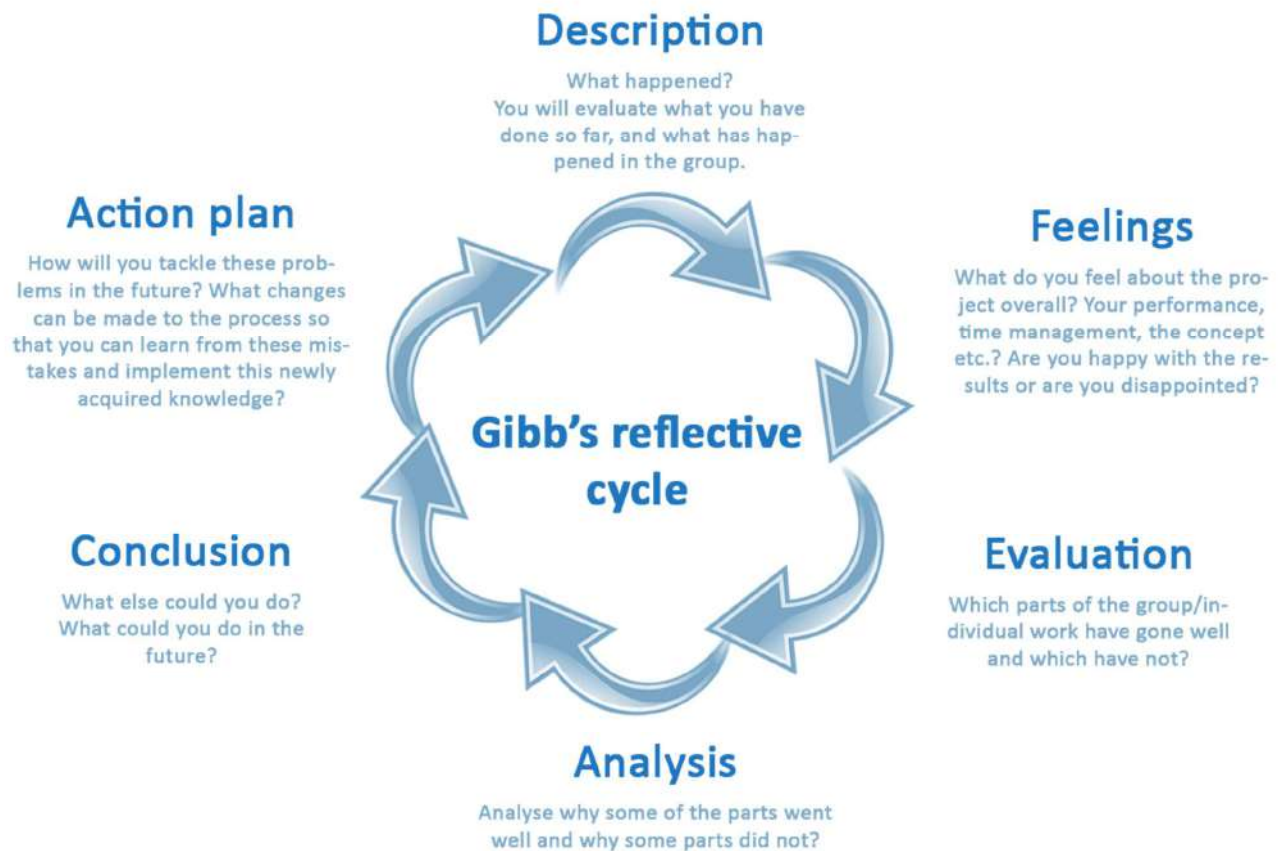 Description
What happened?
You will evaluate what you have
done so far, and what has hap-
pened in the group.
Feelings
What do you feel about the pro-
ject overall? Your performance,
time management, the concept
etc.? Are you happy with the re-
sults or are you disappointed?
Evaluation
Which parts of the group/in-
dividual work have gone well
and which have not?
Analysis
Analyse why some of the parts went
well and why some parts did not?
Conclusion
What else could you do?
What could you do in the
future?
Action plan
How will you tackle these prob-
lems in the future? What changes
can be made to the process so
that you can learn from these mis-
takes and implement this newly
acquired knowledge?
Gibb's reflective
cycle